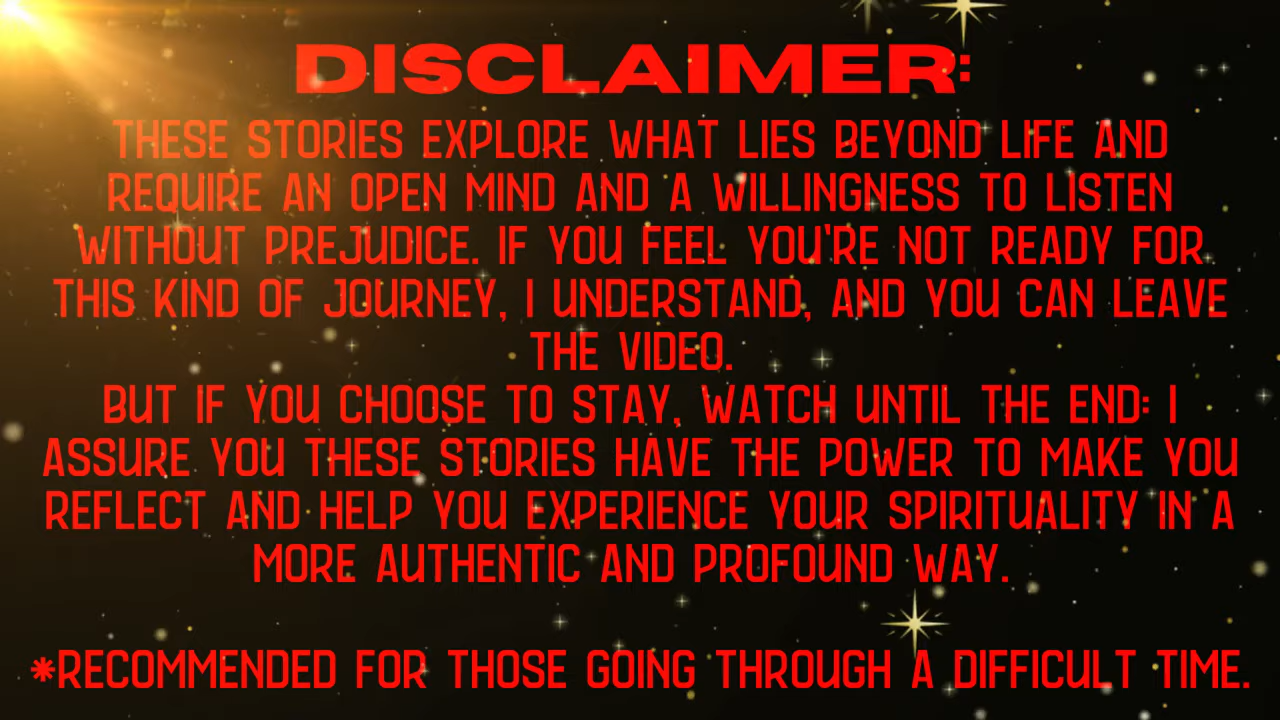 DISCLAIMER:
THESE STORIES EXPLORE WHAT LIES BEYOND LIFE AND
REQUIRE AN OPEN MIND AND A WILLINGNESS TO LISTEN
WITHOUT PREJUDICE. IF YOU FEEL YOU'RE NOT READY FOR
THIS KIND OF JOURNEY, I UNDERSTAND, AND YOU CAN LEAVE
THE VIDEO.
BUT IF YOU CHOOSE TO STAY, WATCH UNTIL THE END: I
ASSURE YOU THESE STORIES HAVE THE POWER TO MAKE YOU
REFLECT AND HELP YOU EXPERIENCE YOUR SPIRITUALITY IN A
MORE AUTHENTIC AND PROFOUND WAY.
*RECOMMENDED FOR THOSE GOING THROUGH A DIFFICULT TIME.